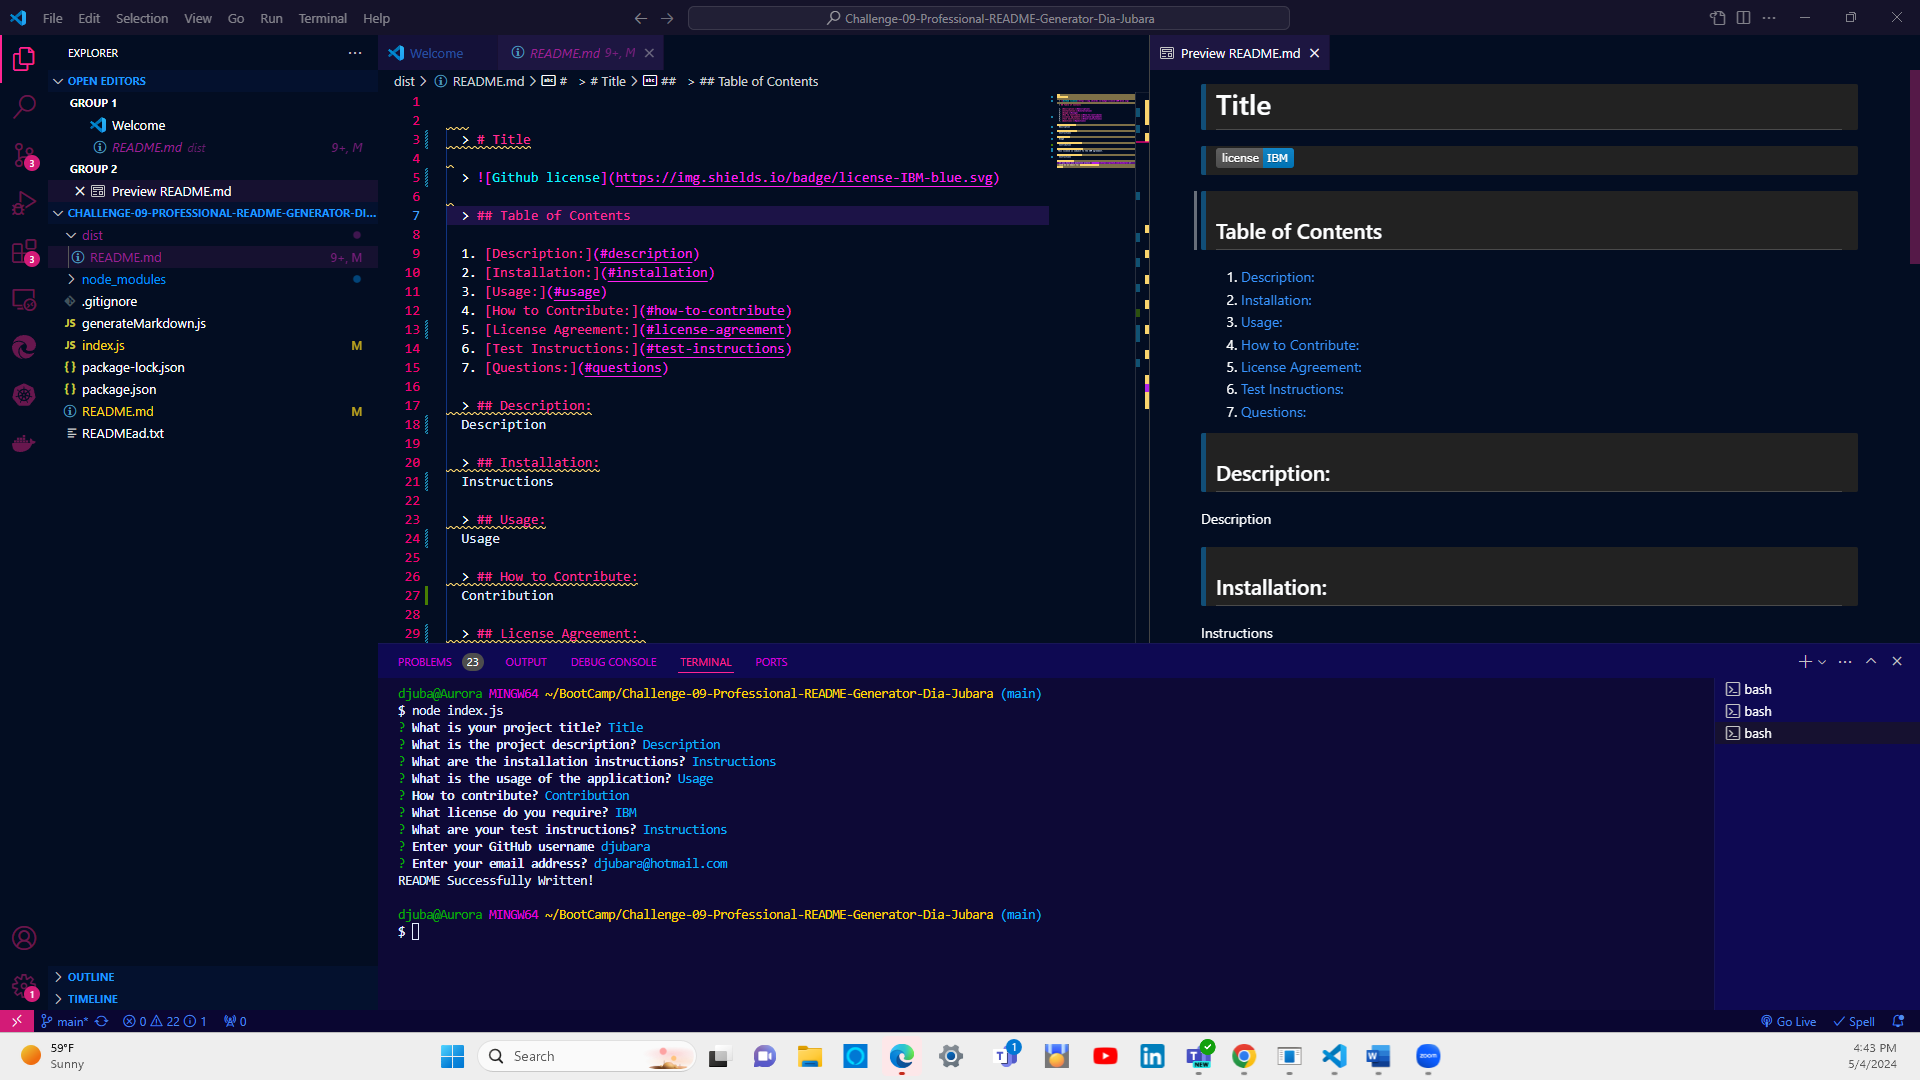 File Edit Selection View Go Run Terminal Help
Challenge-09-Professional-README-Generator-Dia-Jubara
EXPLORER
OPEN EDITORS
GROUP 1
Welcome
README.md dist 9+, M
GROUP 2
Preview README.md
CHALLENGE-09-PROFESSIONAL-README-GENERATOR-DI...
dist
README.md 9+, M
node_modules
.gitignore
JS generateMarkdown.js
JS index.js M
{} package-lock.json
{} package.json
README.md M
READMEad.txt
OUTLINE
TIMELINE
3
3
1
Welcome
README.md 9+, M
dist > README.md > # > # Title > ## > ## Table of Contents
1
2
3 > # Title
4
5 > ![Github license](https://img.shields.io/badge/license-IBM-blue.svg)
6
7 > ## Table of Contents
8
9 1. [Description:](#description)
10 2. [Installation:](#installation)
11 3. [Usage:](#usage)
12 4. [How to Contribute:](#how-to-contribute)
13 5. [License Agreement:](#license-agreement)
14 6. [Test Instructions:](#test-instructions)
15 7. [Questions:](#questions)
16
17 > ## Description:
18 Description
19
20 > ## Installation:
21 Instructions
22
23 > ## Usage:
24 Usage
25
26 > ## How to Contribute:
27 Contribution
28
29 > ## License Agreement:
Preview README.md
Title
license IBM
Table of Contents
1. Description:
2. Installation:
3. Usage:
4. How to Contribute:
5. License Agreement:
6. Test Instructions:
7. Questions:
Description:
Description
Installation:
Instructions
PROBLEMS 23 OUTPUT DEBUG CONSOLE TERMINAL PORTS
djuba@Aurora MINGW64 ~/BootCamp/Challenge-09-Professional-README-Generator-Dia-Jubara (main)
$ node index.js
? What is your project title? Title
? What is the project description? Description
? What are the installation instructions? Instructions
? What is the usage of the application? Usage
? How to contribute? Contribution
? What license do you require? IBM
? What are your test instructions? Instructions
? Enter your GitHub username djubara
? Enter your email address? djubara@hotmail.com
README Successfully Written!
djuba@Aurora MINGW64 ~/BootCamp/Challenge-09-Professional-README-Generator-Dia-Jubara (main)
$
bash
bash
bash
main* 0 22 1 0
Go Live Spell
59°F
Sunny
Search
1
NEW
zoom
4:43 PM
5/4/2024